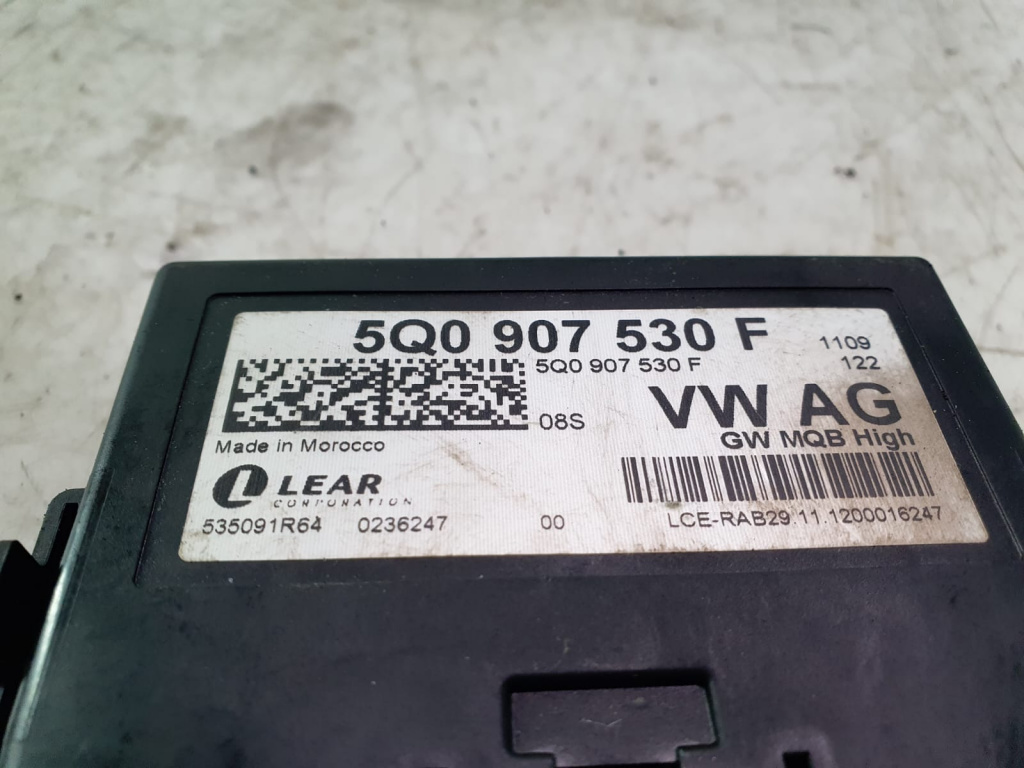 5Q0 907 530 F
1109
5Q0 907 530 F
122
08S
VW AG
Made in Morocco
GW MQB High
LEAR
CORPORATION
535091R64 0236247 00
LCE-RAB29.11.1200016247